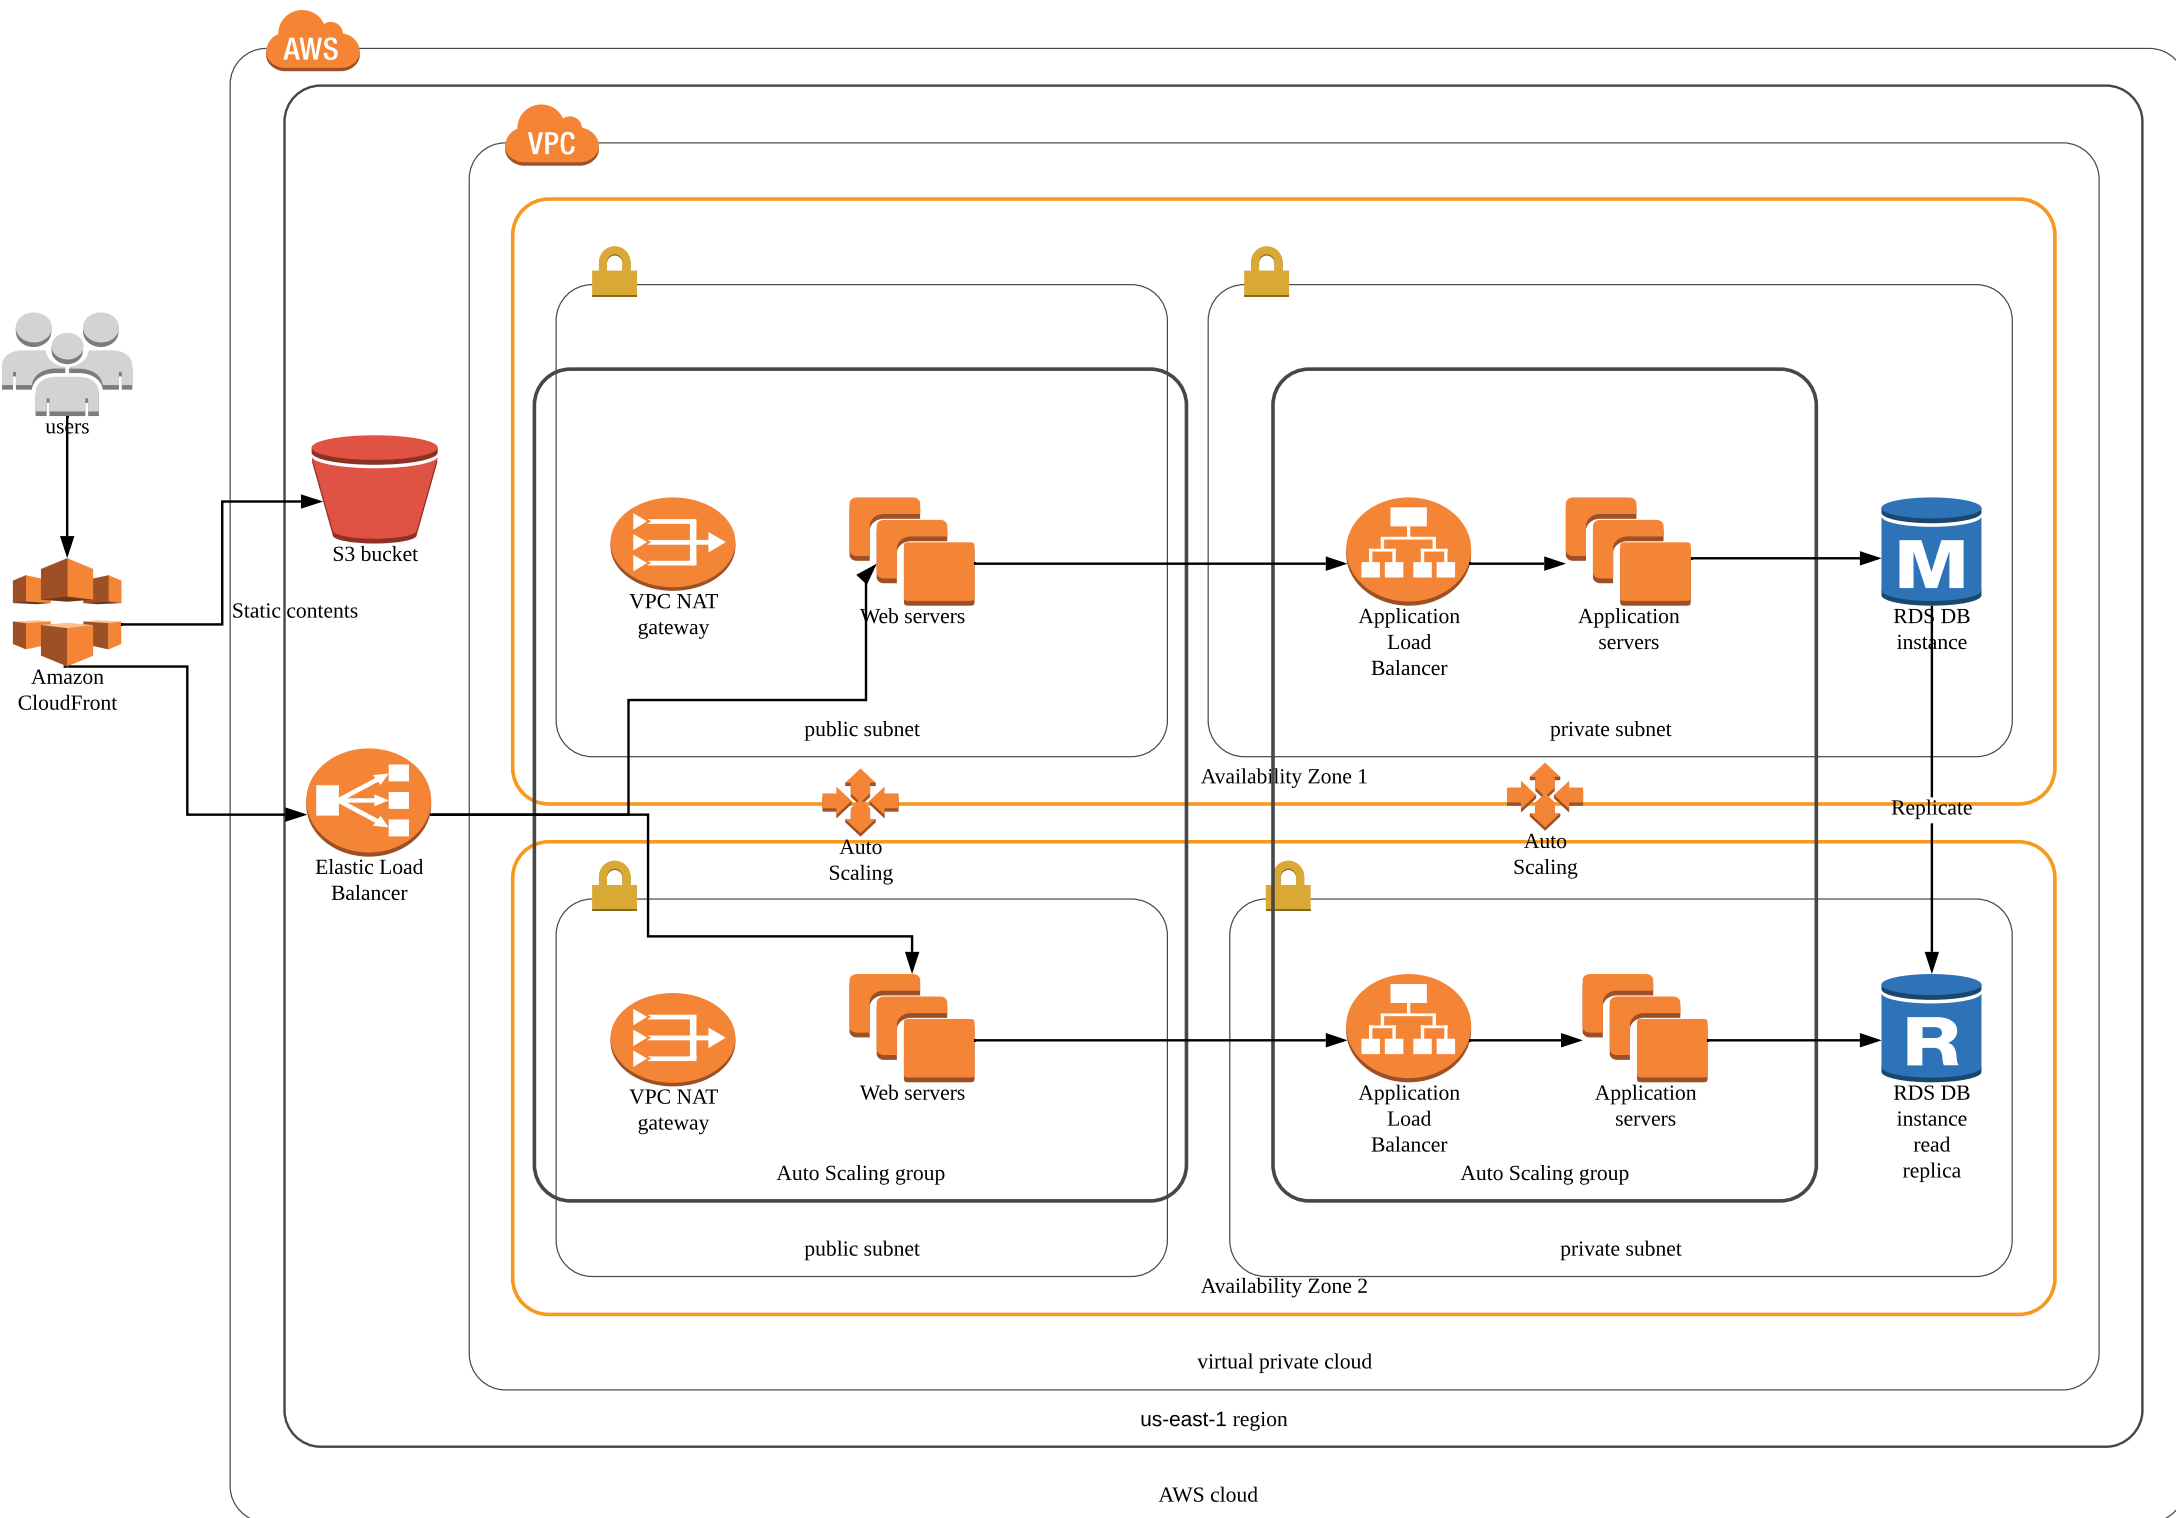 AWS
VPC
users
S3 bucket
Static contents
Amazon
CloudFront
Elastic Load
Balancer
VPC NAT
gateway
Web servers
public subnet
Application
Load
Balancer
Application
servers
M
RDS DB
instance
private subnet
Availability Zone 1
Auto
Scaling
Auto
Scaling
Replicate
VPC NAT
gateway
Web servers
Auto Scaling group
public subnet
Application
Load
Balancer
Application
servers
Auto Scaling group
R
RDS DB
instance
read
replica
private subnet
Availability Zone 2
virtual private cloud
us-east-1 region
AWS cloud